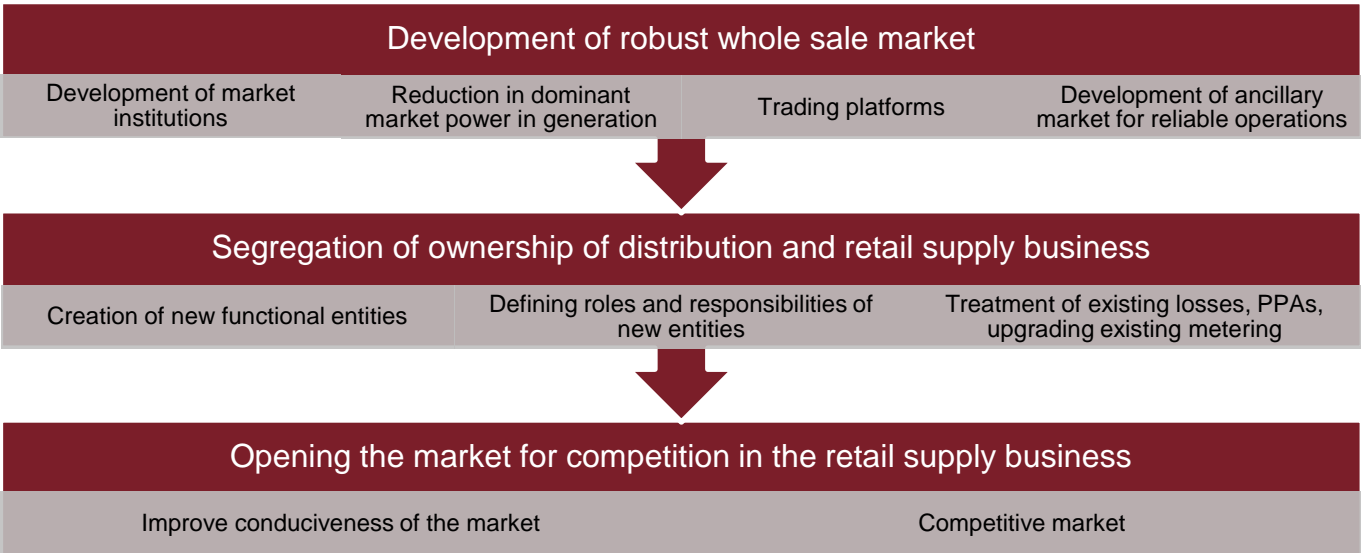 Development of robust whole sale market
Development of market
institutions
Reduction in dominant
market power in generation
Trading platforms
Development of ancillary
market for reliable operations
Segregation of ownership of distribution and retail supply business
Creation of new functional entities
Defining roles and responsibilities of
new entities
Treatment of existing losses, PPAs,
upgrading existing metering
Opening the market for competition in the retail supply business
Improve conduciveness of the market
Competitive market